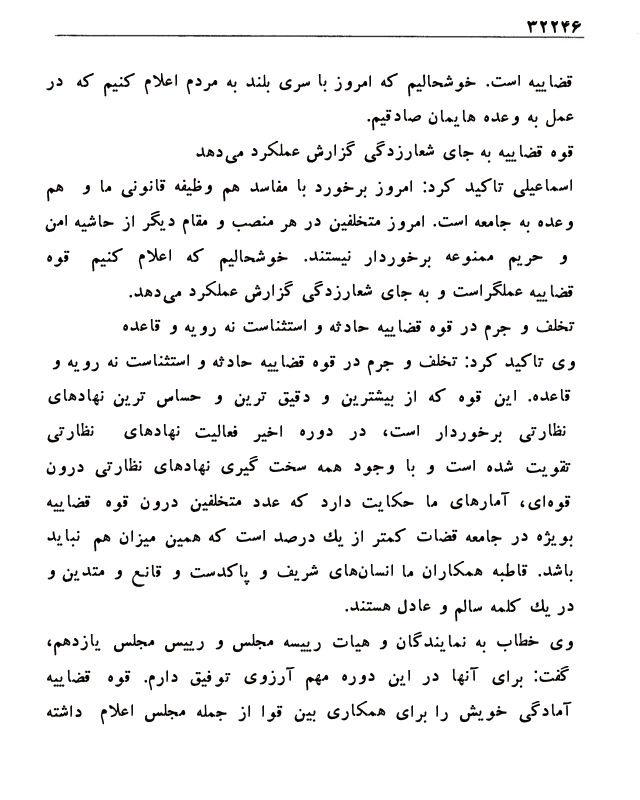 ۳۲۲۴۶
قضاییه است. خوشحالیم که امروز با سری بلند به مردم اعلام کنیم که در
عمل به وعده هایمان صادقیم.
قوه قضاییه به جای شعارزدگی گزارش عملکرد می‌دهد
اسماعیلی تاکید کرد: امروز برخورد با مفاسد هم وظیفه قانونی ما و هم
وعده به جامعه است. امروز متخلفین در هر منصب و مقام دیگر از حاشیه امن
و حریم ممنوعه برخوردار نیستند. خوشحالیم که اعلام کنیم قوه
قضاییه عملگراست و به جای شعارزدگی گزارش عملکرد می‌دهد.
تخلف و جرم در قوه قضاییه حادثه و استثناست نه رویه و قاعده
وی تاکید کرد: تخلف و جرم در قوه قضاییه حادثه و استثناست نه رویه و
قاعده. این قوه که از بیشترین و دقیق ترین و حساس ترین نهادهای
نظارتی برخوردار است، در دوره اخیر فعالیت نهادهای نظارتی
تقویت شده است و با وجود همه سخت گیری نهادهای نظارتی درون
قوه‌ای، آمارهای ما حکایت دارد که عدد متخلفین درون قوه قضاییه
بویژه در جامعه قضات کمتر از یك درصد است که همین میزان هم نباید
باشد. قاطبه همکاران ما انسان‌های شریف و پاکدست و قانع و متدین و
در یك کلمه سالم و عادل هستند.
وی خطاب به نمایندگان و هیات رییسه مجلس و رییس مجلس یازدهم،
گفت: برای آنها در این دوره مهم آرزوی توفیق دارم. قوه قضاییه
آمادگی خویش را برای همکاری بین قوا از جمله مجلس اعلام داشته